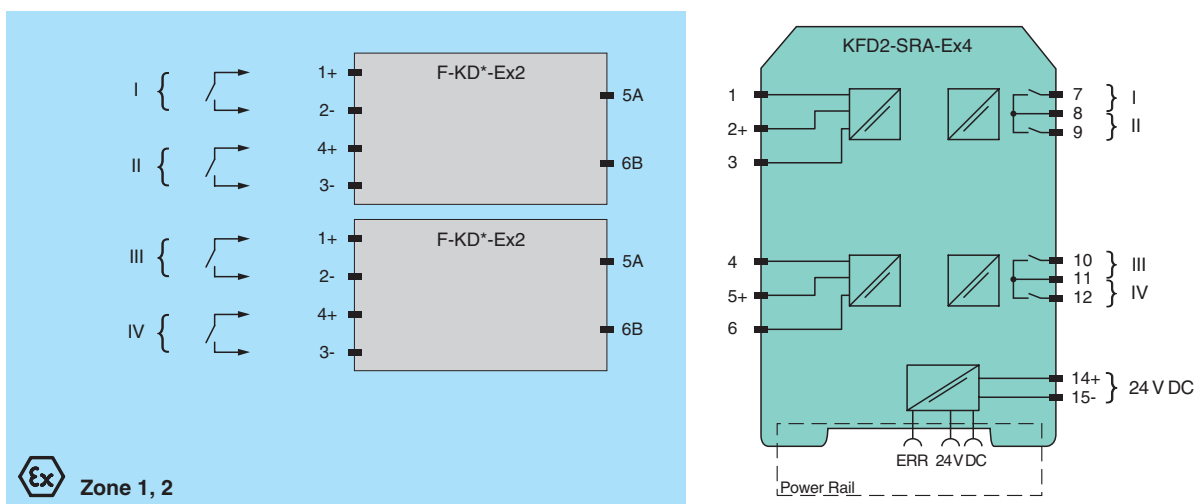 I
1+
2-
F-KD*-Ex2
5A
II
4+
3-
6B
III
1+
2-
F-KD*-Ex2
5A
IV
4+
3-
6B
Ex
Zone 1, 2
KFD2-SRA-Ex4
1
2+
3
7
8
9
I
II
4
5+
6
10
11
12
III
IV
14+
15-
24 V DC
ERR
24V DC
Power Rail